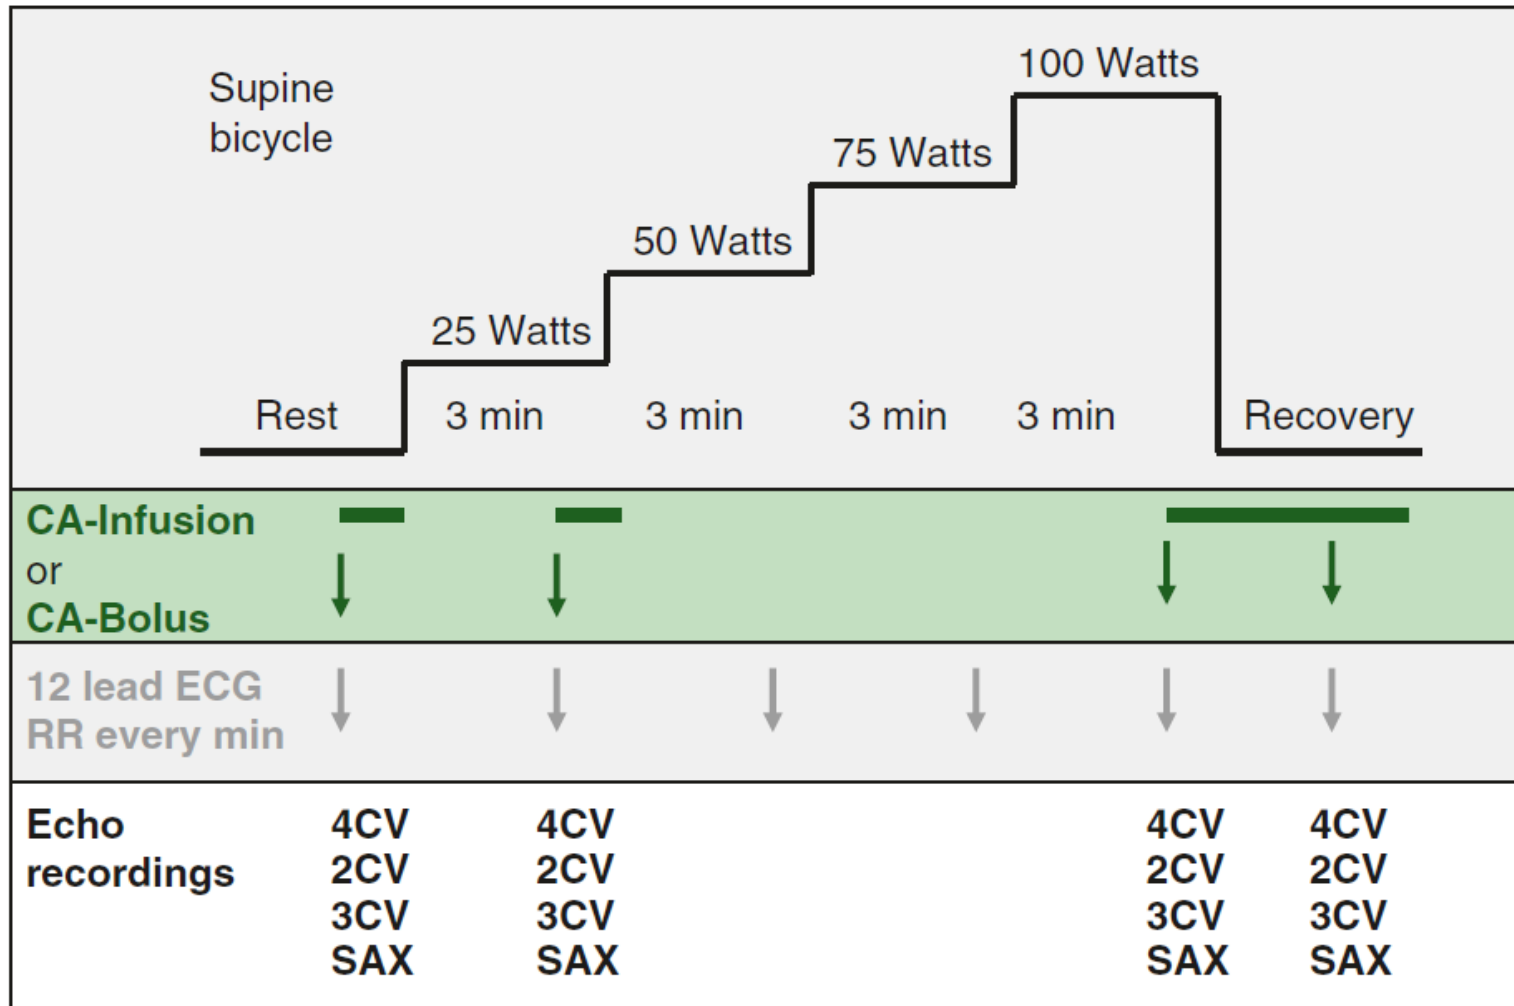 Supine
bicycle
100 Watts
75 Watts
50 Watts
25 Watts
Rest 3 min 3 min 3 min 3 min Recovery
CA-Infusion
or
CA-Bolus
12 lead ECG
RR every min
Echo 4CV 4CV 4CV 4CV
recordings 2CV 2CV 2CV 2CV
3CV 3CV 3CV 3CV
SAX SAX SAX SAX